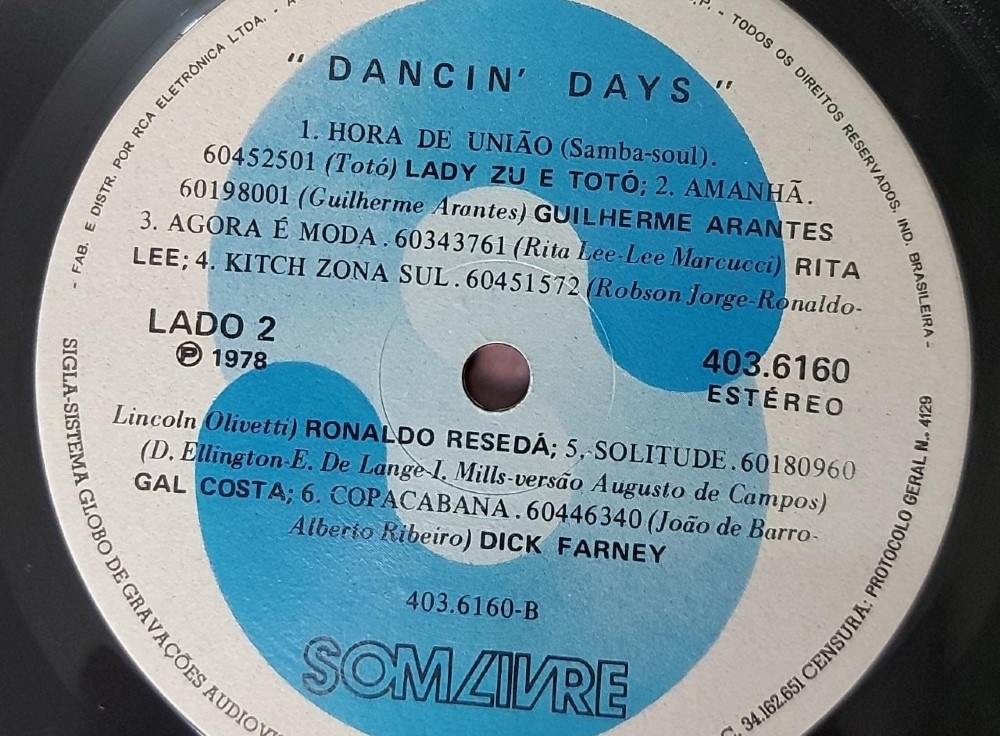 " DANCIN' DAYS "
1. HORA DE UNIÃO (Samba-soul).
60452501 (Totó) LADY ZU E TOTÓ; 2. AMANHÃ.
60198001 (Guilherme Arantes) GUILHERME ARANTES
3. AGORA É MODA. 60343761 (Rita Lee-Lee Marcucci) RITA
LEE; 4. KITCH ZONA SUL. 60451572 (Robson Jorge-Ronaldo-
LADO 2
Ⓟ 1978
403.6160
ESTÉREO
Lincoln Olivetti) RONALDO RESEDÁ; 5,-SOLITUDE. 60180960
(D. Ellington-E. De Lange-I. Mills-versão Augusto de Campos)
GAL COSTA; 6. COPACABANA. 60446340 (João de Barro-
Alberto Ribeiro) DICK FARNEY
403.6160-B
SOMLIVRE
- FAB. E DISTR. POR RCA ELETRÔNICA LTDA. -
- TODOS OS DIREITOS RESERVADOS. IND. BRASILEIRA -
SIGLA-SISTEMA GLOBO DE GRAVAÇÕES
34.162.651 CENSURA: PROTOCOLO GERAL N.º 4129